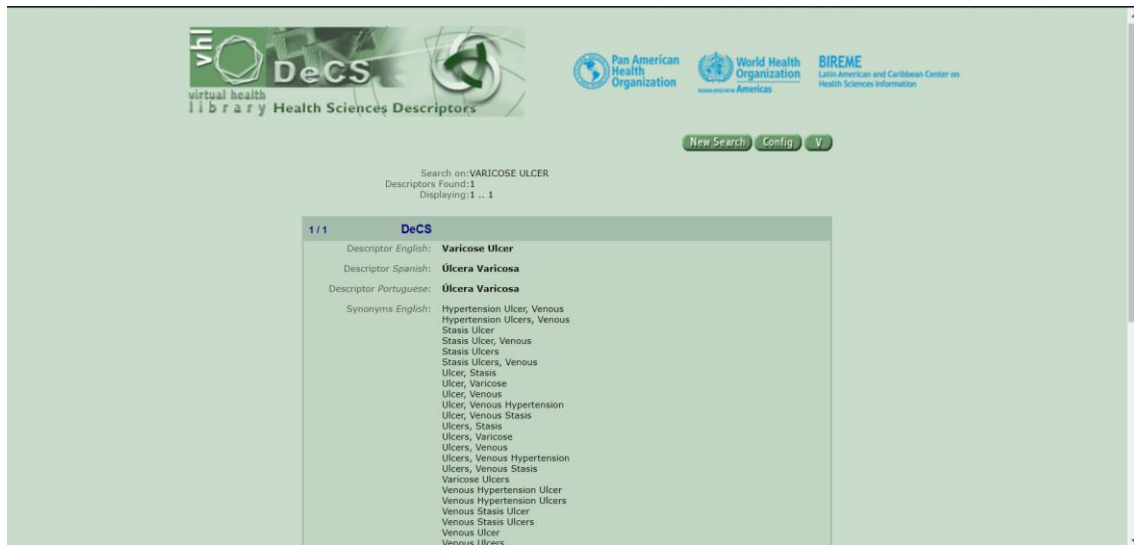 vhl
DeCS
virtual health
library Health Sciences Descriptors
Pan American
Health
Organization
World Health
Organization
Americas
BIREME
Latin American and Caribbean Center on
Health Sciences Information
New Search Config V
Search on:VARICOSE ULCER
Descriptors Found:1
Displaying:1 .. 1
1 / 1 DeCS
Descriptor English: Varicose Ulcer
Descriptor Spanish: Úlcera Varicosa
Descriptor Portuguese: Úlcera Varicosa
Synonyms English: Hypertension Ulcer, Venous
Hypertension Ulcers, Venous
Stasis Ulcer
Stasis Ulcer, Venous
Stasis Ulcers
Stasis Ulcers, Venous
Ulcer, Stasis
Ulcer, Varicose
Ulcer, Venous
Ulcer, Venous Hypertension
Ulcer, Venous Stasis
Ulcers, Stasis
Ulcers, Varicose
Ulcers, Venous
Ulcers, Venous Hypertension
Ulcers, Venous Stasis
Varicose Ulcers
Venous Hypertension Ulcer
Venous Hypertension Ulcers
Venous Stasis Ulcer
Venous Stasis Ulcers
Venous Ulcer
Venous Ulcers